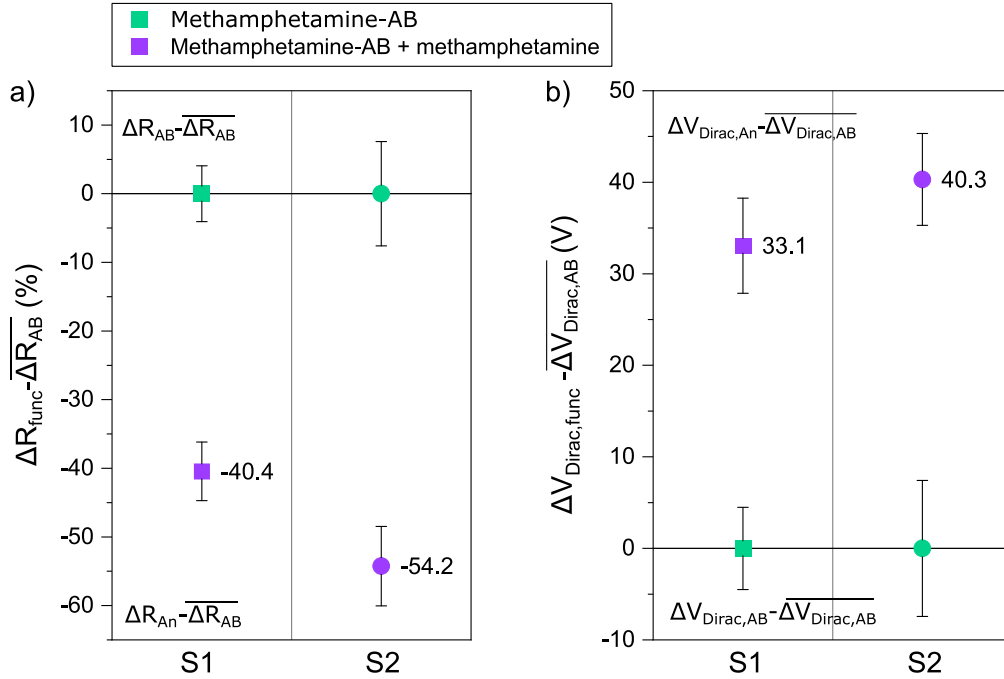 Methamphetamine-AB
Methamphetamine-AB + methamphetamine
a)
ΔR_AB-ΔR̅_AB
10
0
-10
-20
-30
-40
-50
-60
-40.4
-54.2
ΔR_An-ΔR_AB
ΔR_func-ΔR_AB (%)
S1
S2
b)
ΔV_Dirac,An-ΔV_Dirac,AB
50
40
30
20
10
0
-10
33.1
40.3
ΔV_Dirac,AB-ΔV_Dirac,AB
ΔV_Dirac,func -ΔV_Dirac,AB (V)
S1
S2